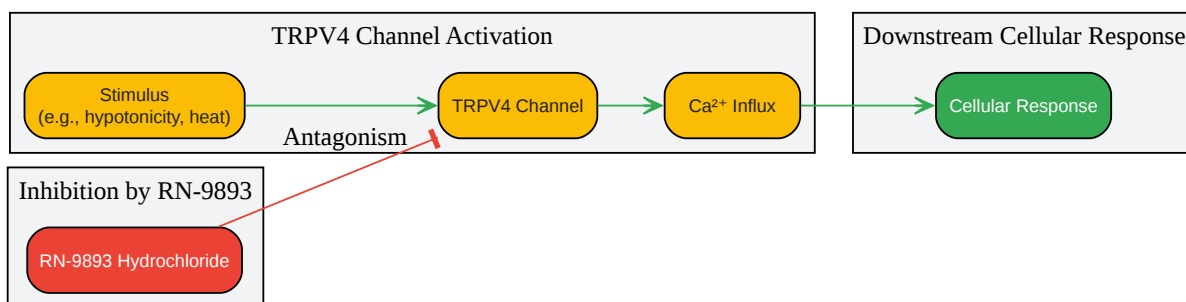 TRPV4 Channel Activation
Downstream Cellular Response
Stimulus
(e.g., hypotonicity, heat)
TRPV4 Channel
Ca²⁺ Influx
Cellular Response
Antagonism
Inhibition by RN-9893
RN-9893 Hydrochloride